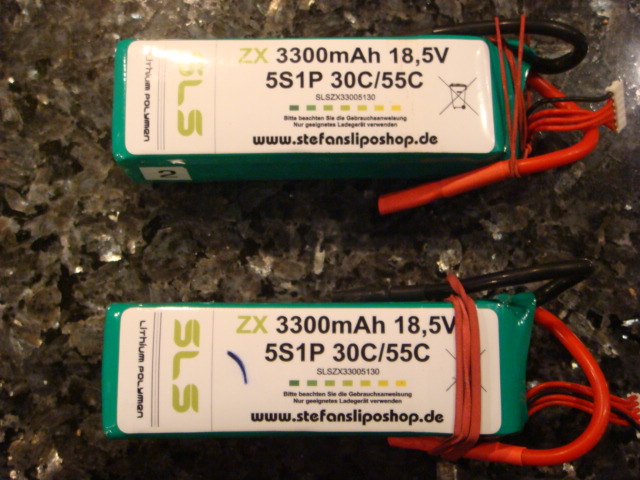 SLS
LITHIUM POLYMER
ZX 3300mAh 18,5V
5S1P 30C/55C
SLSZX33005130
Bitte beachten Sie die Gebrauchsanweisung
Nur geeignetes Ladegerät verwenden
www.stefansliposhop.de
2
SLS
LITHIUM POLYMER
ZX 3300mAh 18,5V
5S1P 30C/55C
SLSZX33005130
Bitte beachten Sie die Gebrauchsanweisung
Nur geeignetes Ladegerät verwenden
www.stefansliposhop.de